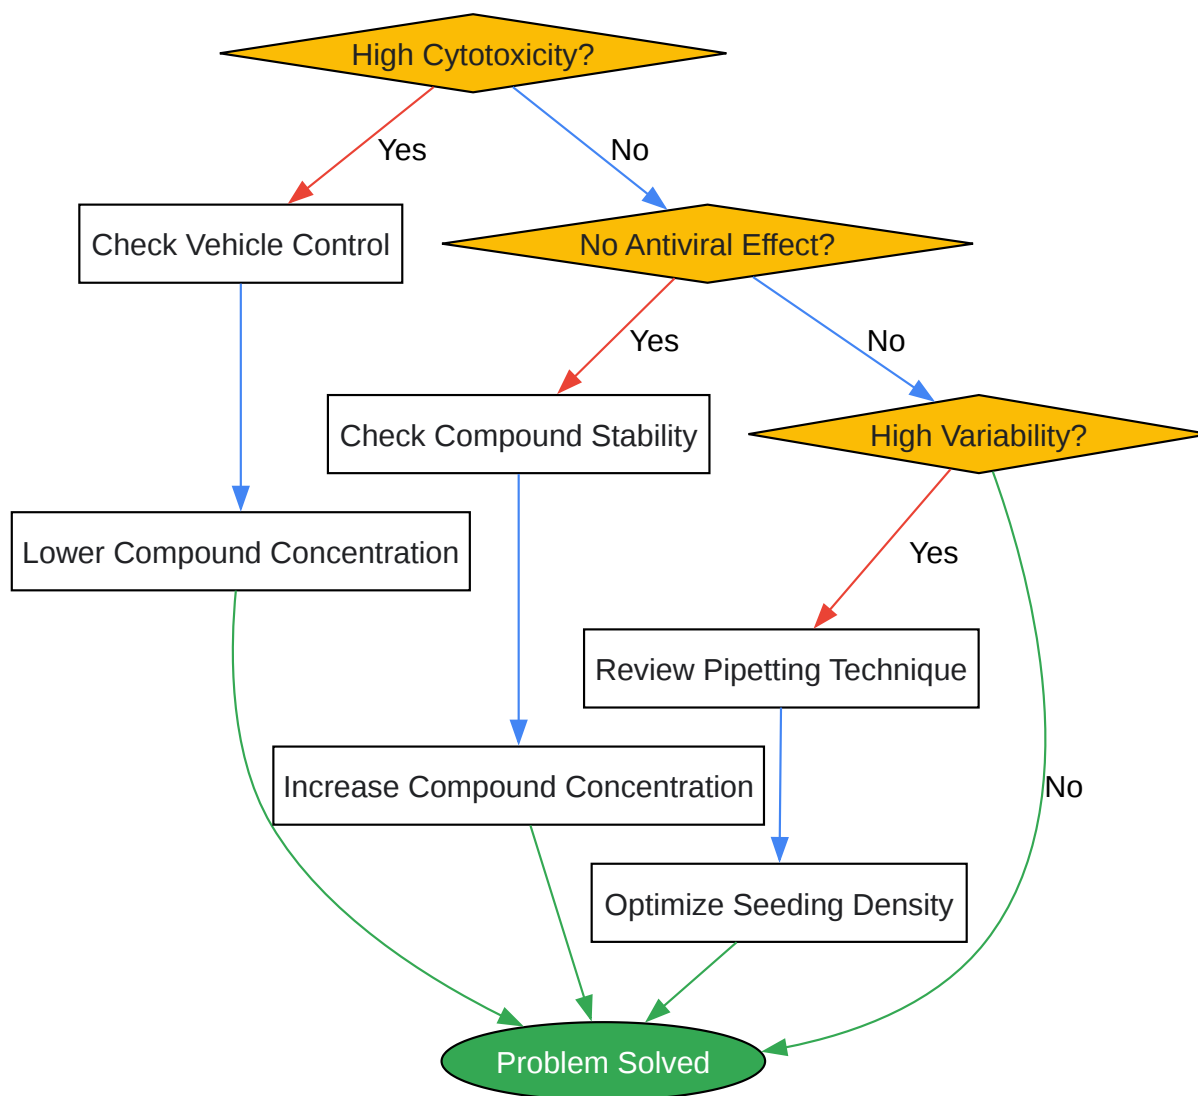 High Cytotoxicity?
Yes
No
Check Vehicle Control
No Antiviral Effect?
Yes
No
Check Compound Stability
High Variability?
Lower Compound Concentration
Yes
Review Pipetting Technique
Increase Compound Concentration
No
Optimize Seeding Density
Problem Solved